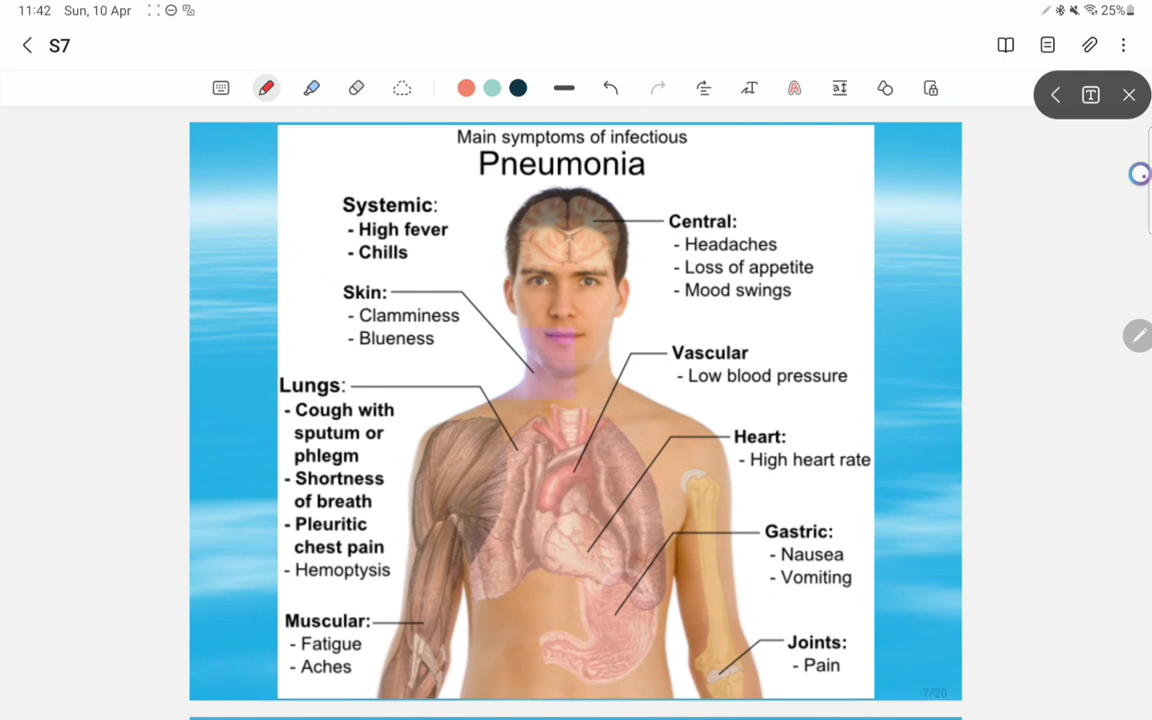 11:42 Sun, 10 Apr
25%
S7
Main symptoms of infectious
Pneumonia
Systemic:
- High fever
- Chills
Skin:
- Clamminess
- Blueness
Lungs:
- Cough with
sputum or
phlegm
- Shortness
of breath
- Pleuritic
chest pain
- Hemoptysis
Muscular:
- Fatigue
- Aches
Central:
- Headaches
- Loss of appetite
- Mood swings
Vascular
- Low blood pressure
Heart:
- High heart rate
Gastric:
- Nausea
- Vomiting
Joints:
- Pain
7/20